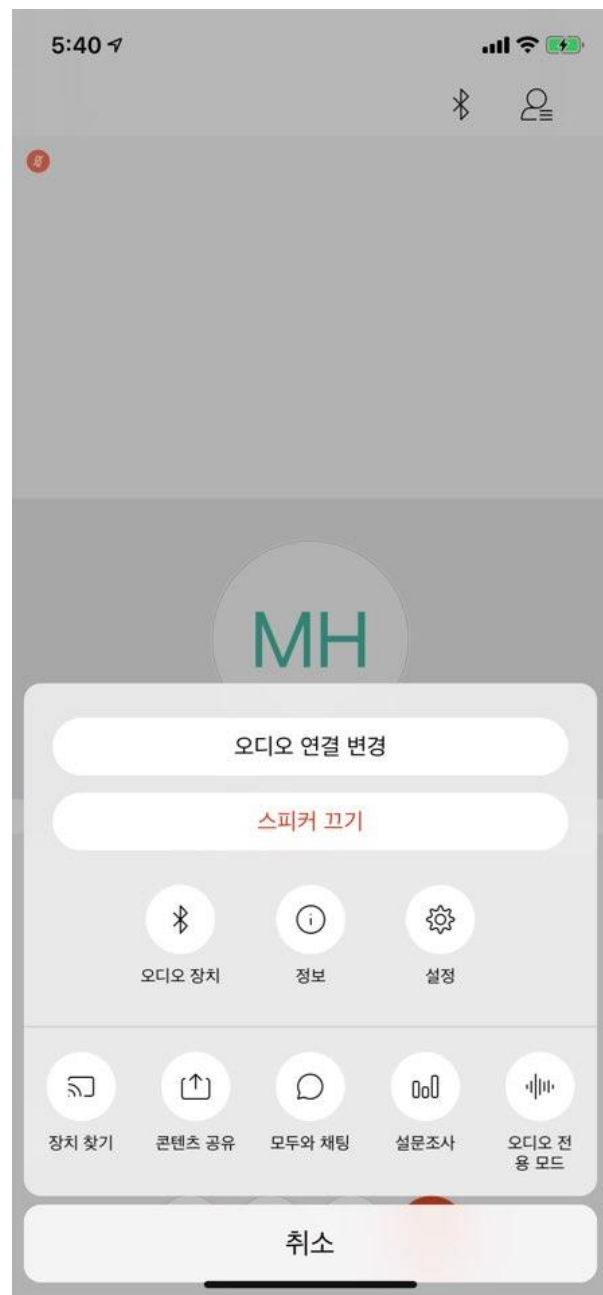 5:40
MH
오디오 연결 변경
스피커 끄기
오디오 장치
정보
설정
장치 찾기
콘텐츠 공유
모두와 채팅
설문조사
오디오 전
용 모드
취소